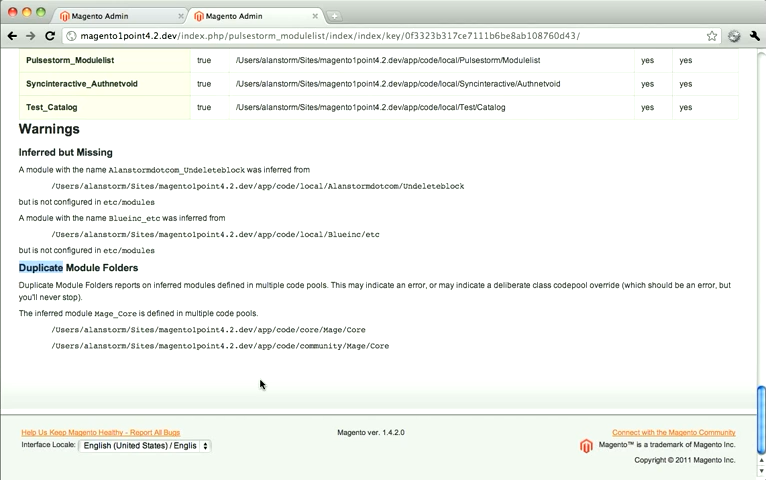 Magento Admin
Magento Admin
magento1point4.2.dev/index.php/pulsestorm_modulelist/index/index/key/0f3323b317ce7111b6be8ab108760d43/
Pulsestorm_Modulelist true /Users/alanstorm/Sites/magento1point4.2.dev/app/code/local/Pulsestorm/Modulelist yes yes
Syncinteractive_Authnetvoid true /Users/alanstorm/Sites/magento1point4.2.dev/app/code/local/Syncinteractive/Authnetvoid yes yes
Test_Catalog true /Users/alanstorm/Sites/magento1point4.2.dev/app/code/local/Test/Catalog yes yes
Warnings
Inferred but Missing
A module with the name Alanstormdotcom_Undeleteblock was inferred from
/Users/alanstorm/Sites/magento1point4.2.dev/app/code/local/Alanstormdotcom/Undeleteblock
but is not configured in etc/modules
A module with the name Blueinc_etc was inferred from
/Users/alanstorm/Sites/magento1point4.2.dev/app/code/local/Blueinc/etc
but is not configured in etc/modules
Duplicate Module Folders
Duplicate Module Folders reports on inferred modules defined in multiple code pools. This may indicate an error, or may indicate a deliberate class codepool override (which should be an error, but
you'll never stop).
The inferred module Mage_Core is defined in multiple code pools.
/Users/alanstorm/Sites/magento1point4.2.dev/app/code/core/Mage/Core
/Users/alanstorm/Sites/magento1point4.2.dev/app/code/community/Mage/Core
Help Us Keep Magento Healthy - Report All Bugs
Magento ver. 1.4.2.0
Connect with the Magento Community
Interface Locale: English (United States) / Englis
Magento™ is a trademark of Magento Inc.
Copyright © 2011 Magento Inc.